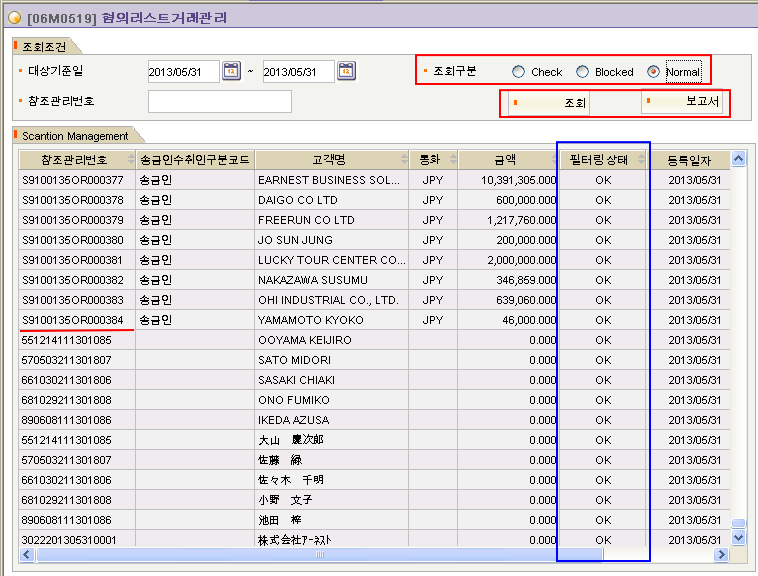 [06M0519] 혐의리스트거래관리
조회조건
대상기준일 2013/05/31 ~ 2013/05/31 조회구분 Check Blocked Normal
참조관리번호 조회 보고서
Scantion Management
참조관리번호 송금인수취인구분코드 고객명 통화 금액 필터링 상태 등록일자
S9100135OR000377 송금인 EARNEST BUSINESS SOL... JPY 10,391,305.000 OK 2013/05/31
S9100135OR000378 송금인 DAIGO CO LTD JPY 600,000.000 OK 2013/05/31
S9100135OR000379 송금인 FREERUN CO LTD JPY 1,217,760.000 OK 2013/05/31
S9100135OR000380 송금인 JO SUN JUNG JPY 200,000.000 OK 2013/05/31
S9100135OR000381 송금인 LUCKY TOUR CENTER CO... JPY 2,000,000.000 OK 2013/05/31
S9100135OR000382 송금인 NAKAZAWA SUSUMU JPY 346,859.000 OK 2013/05/31
S9100135OR000383 송금인 OHI INDUSTRIAL CO., LTD. JPY 639,060.000 OK 2013/05/31
S9100135OR000384 송금인 YAMAMOTO KYOKO JPY 46,000.000 OK 2013/05/31
551214111301085 OOYAMA KEIJIRO 0.000 OK 2013/05/31
570503211301807 SATO MIDORI 0.000 OK 2013/05/31
661030211301806 SASAKI CHIAKI 0.000 OK 2013/05/31
681029211301808 ONO FUMIKO 0.000 OK 2013/05/31
890608111301086 IKEDA AZUSA 0.000 OK 2013/05/31
551214111301085 大山 慶次郎 0.000 OK 2013/05/31
570503211301807 佐藤 緑 0.000 OK 2013/05/31
661030211301806 佐々木 千明 0.000 OK 2013/05/31
681029211301808 小野 文子 0.000 OK 2013/05/31
890608111301086 池田 梓 0.000 OK 2013/05/31
3022201305310001 株式会社ｱｰﾈｽﾄ 0.000 OK 2013/05/31